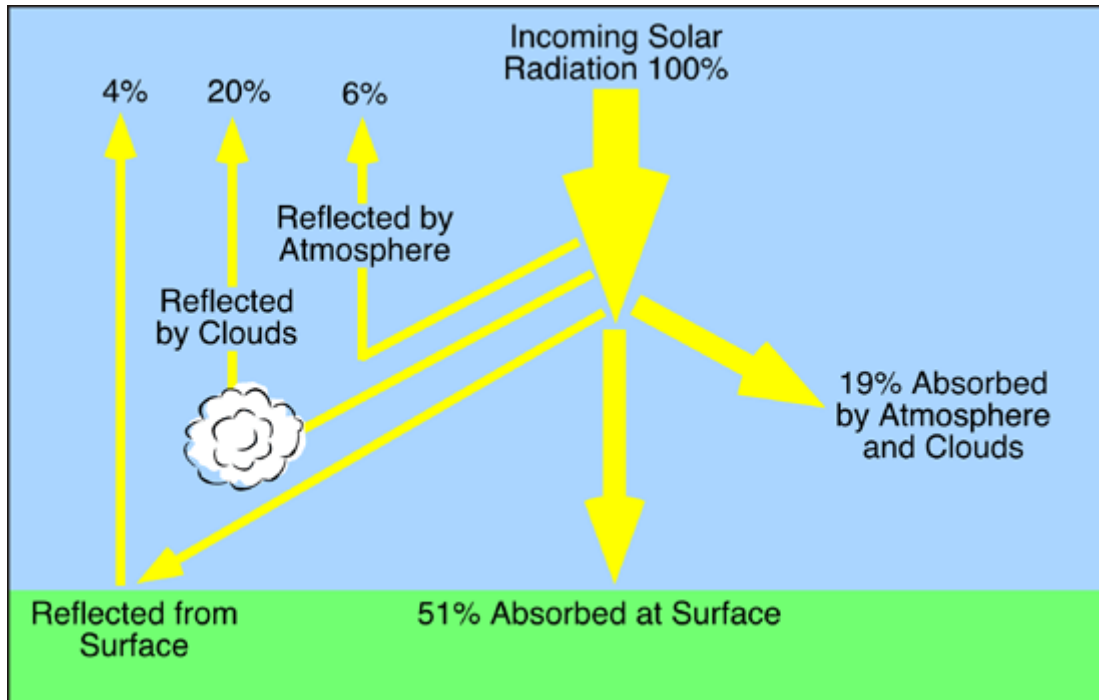 Incoming Solar
Radiation 100%
4%
20%
6%
Reflected by
Atmosphere
Reflected
by Clouds
19% Absorbed
by Atmosphere
and Clouds
Reflected from
Surface
51% Absorbed at Surface